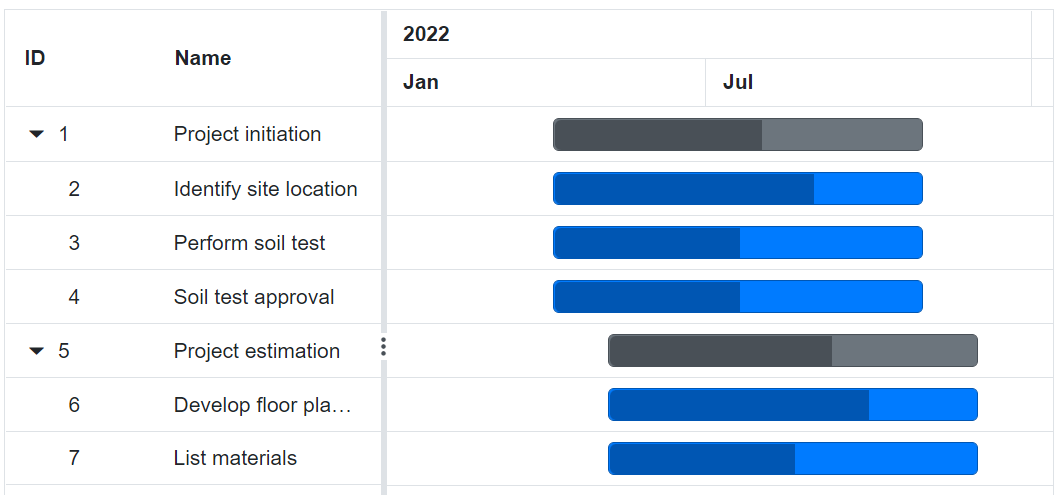 ID Name 2022
Jan Jul
1 Project initiation
2 Identify site location
3 Perform soil test
4 Soil test approval
5 Project estimation
6 Develop floor pla…
7 List materials